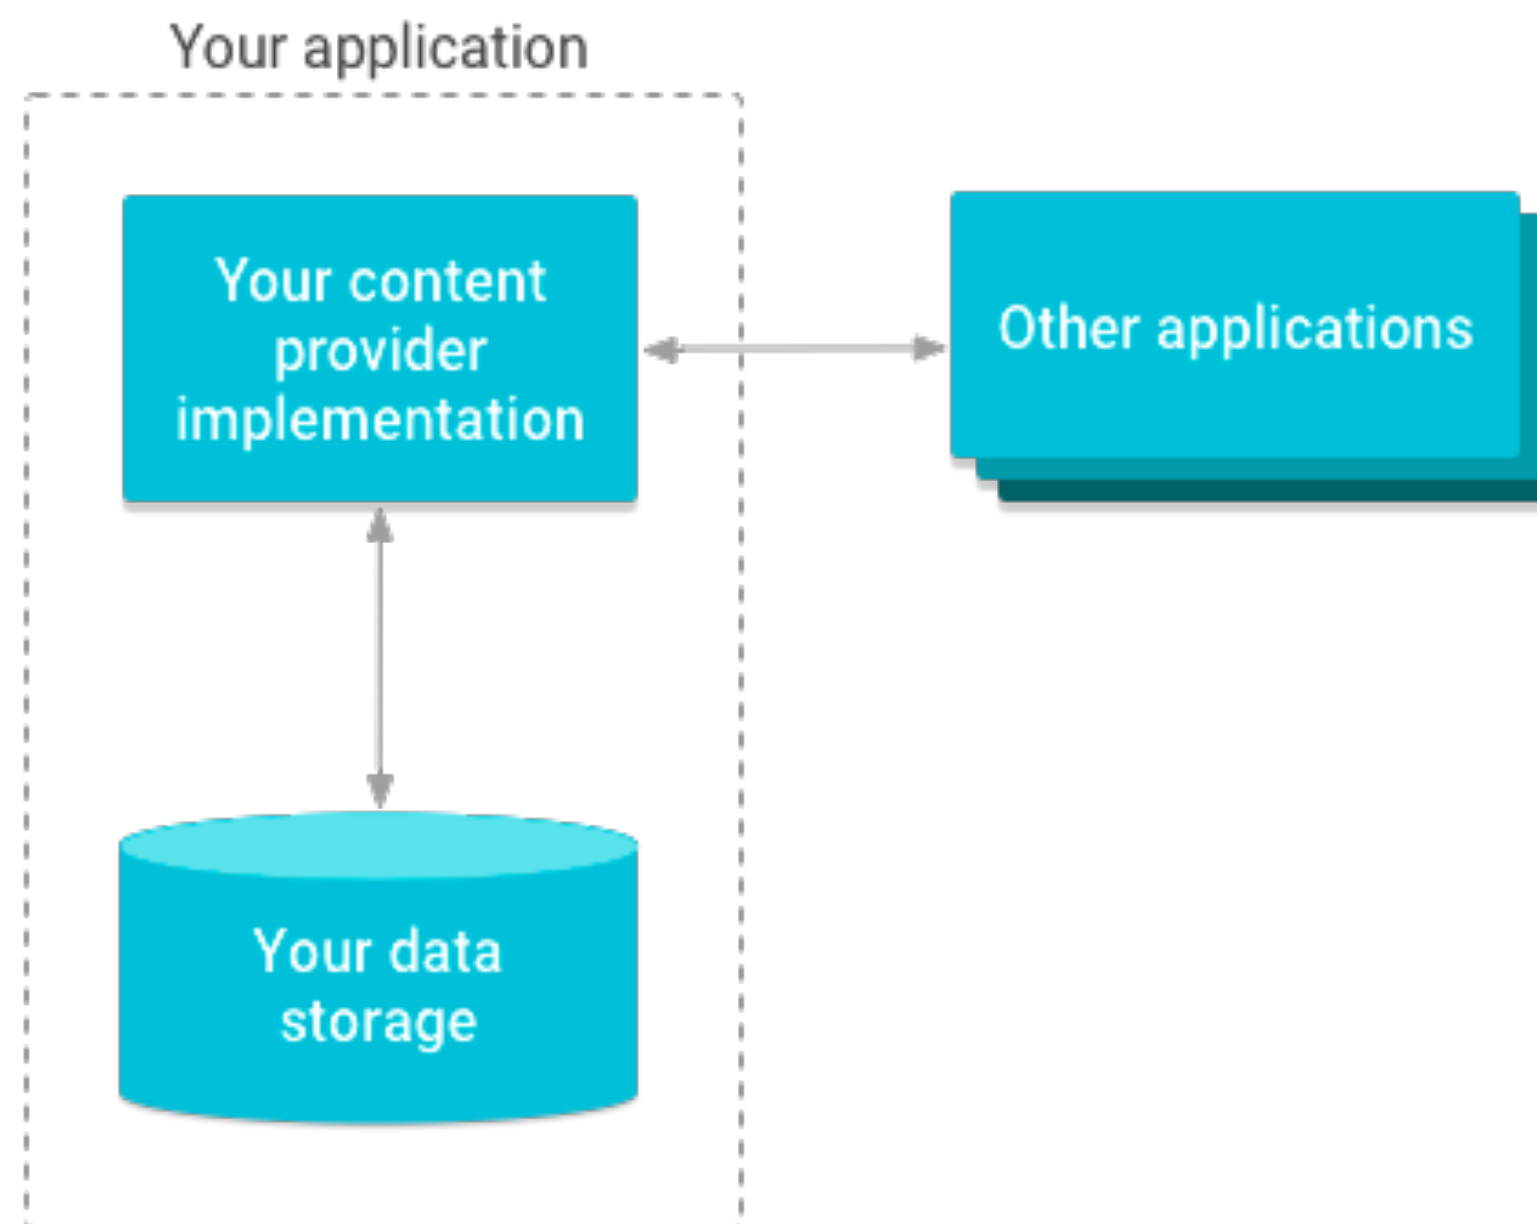 Your application
Your content
provider
implementation
Other applications
Your data
storage